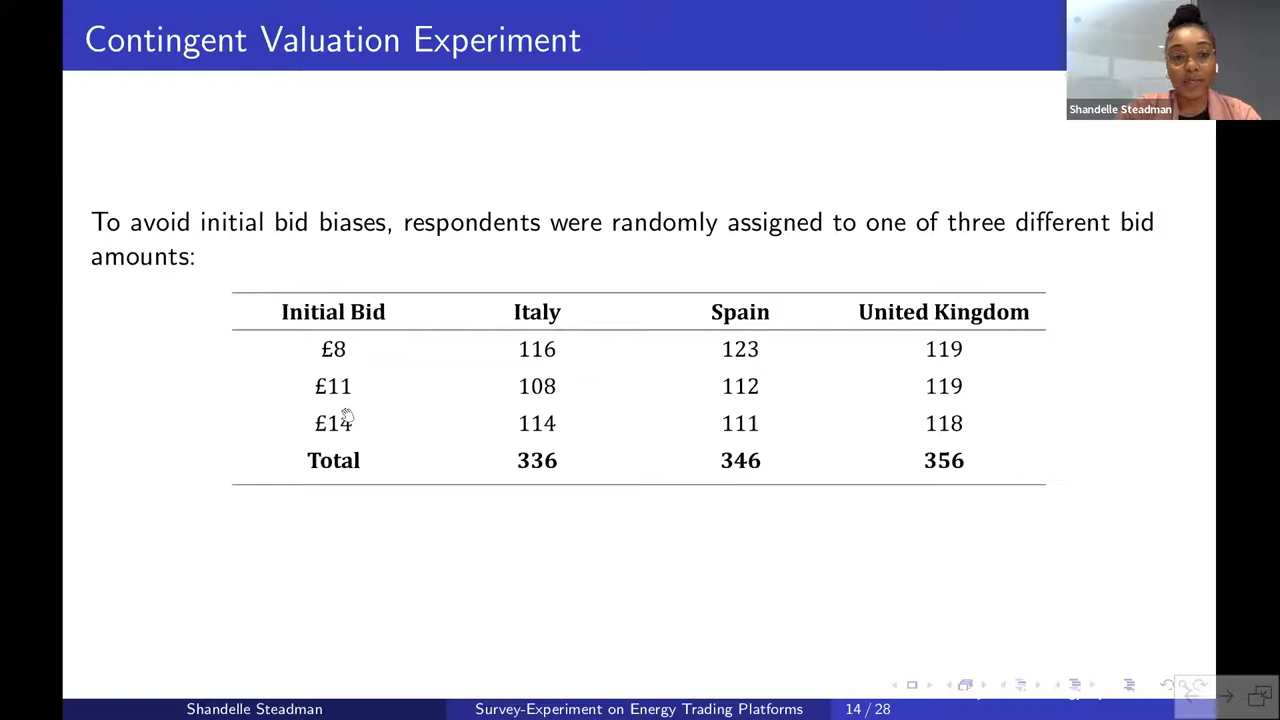 Contingent Valuation Experiment
Shandelle Steadman
To avoid initial bid biases, respondents were randomly assigned to one of three different bid
amounts:
Initial Bid Italy Spain United Kingdom
£8 116 123 119
£11 108 112 119
£14 114 111 118
Total 336 346 356
Shandelle Steadman Survey-Experiment on Energy Trading Platforms 14 / 28